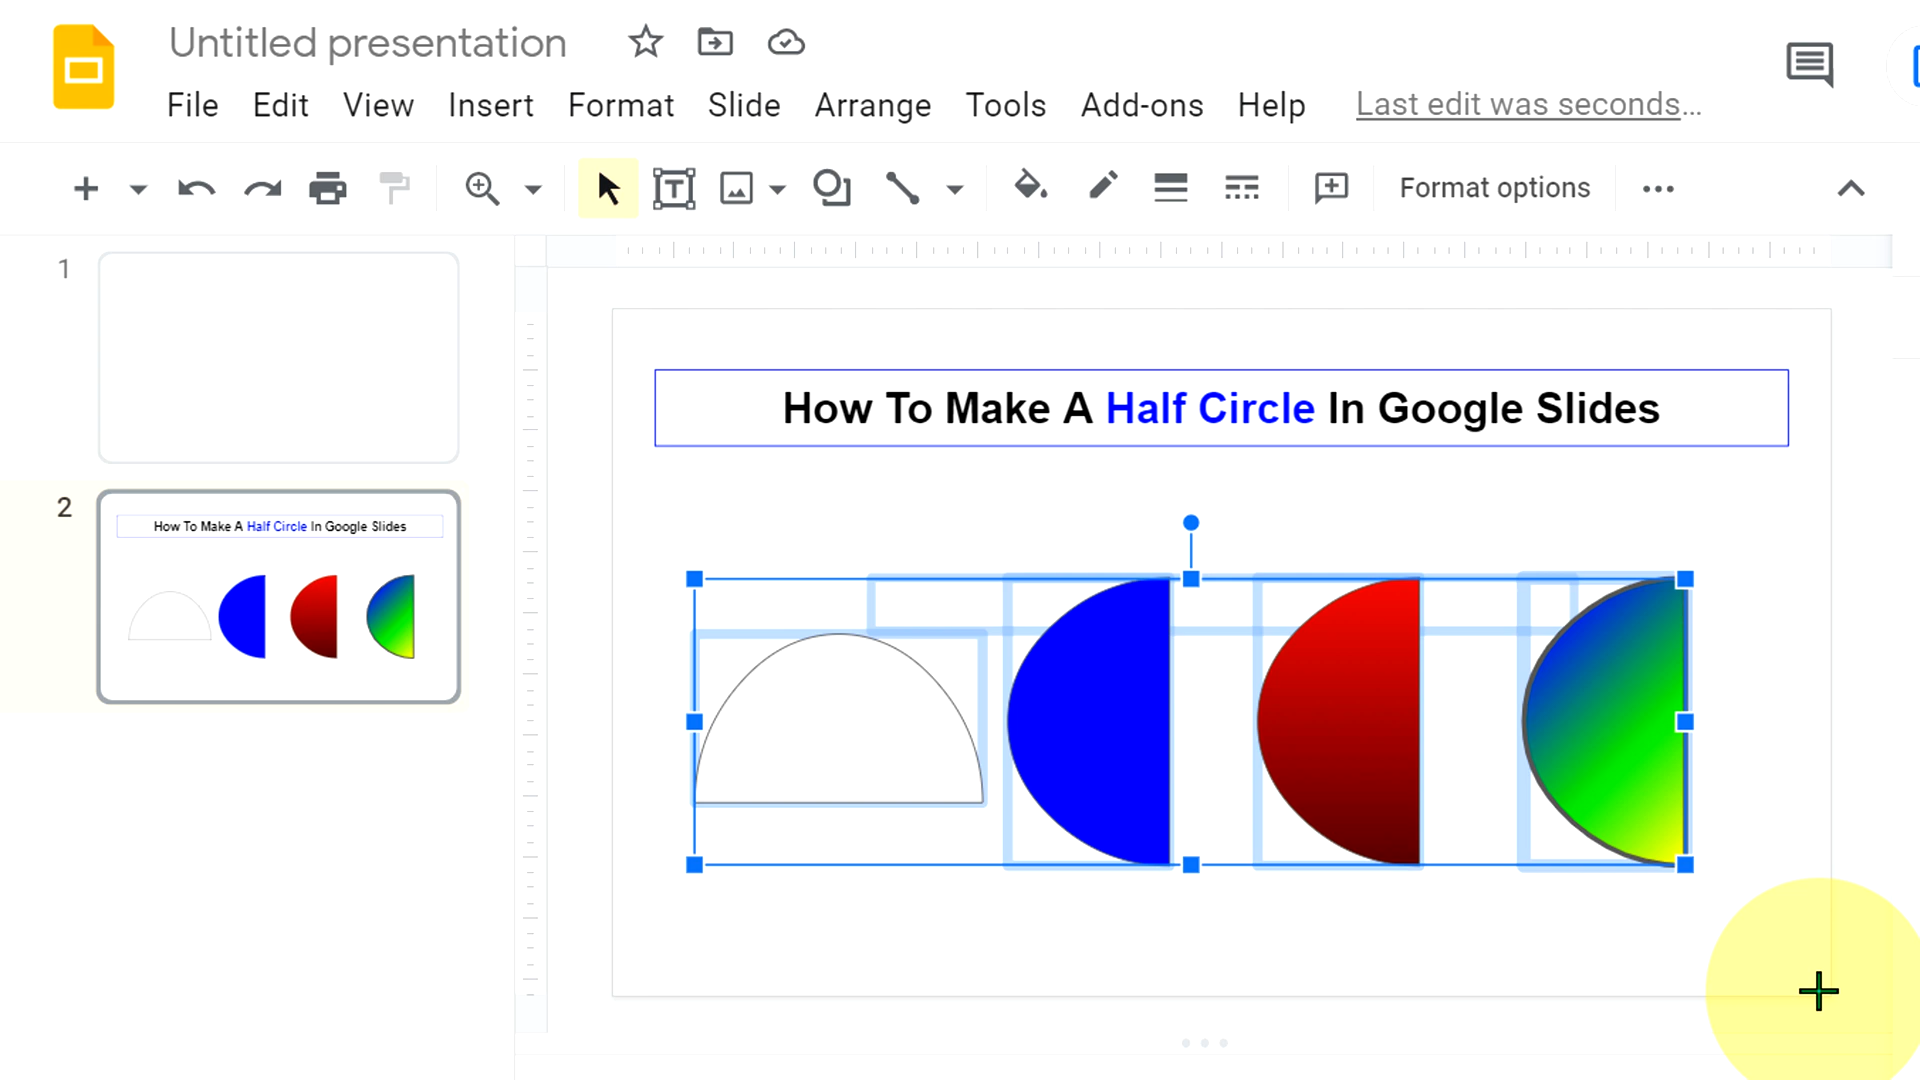 Untitled presentation
File Edit View Insert Format Slide Arrange Tools Add-ons Help Last edit was seconds...
Format options
1
2
How To Make A Half Circle In Google Slides
How To Make A Half Circle In Google Slides